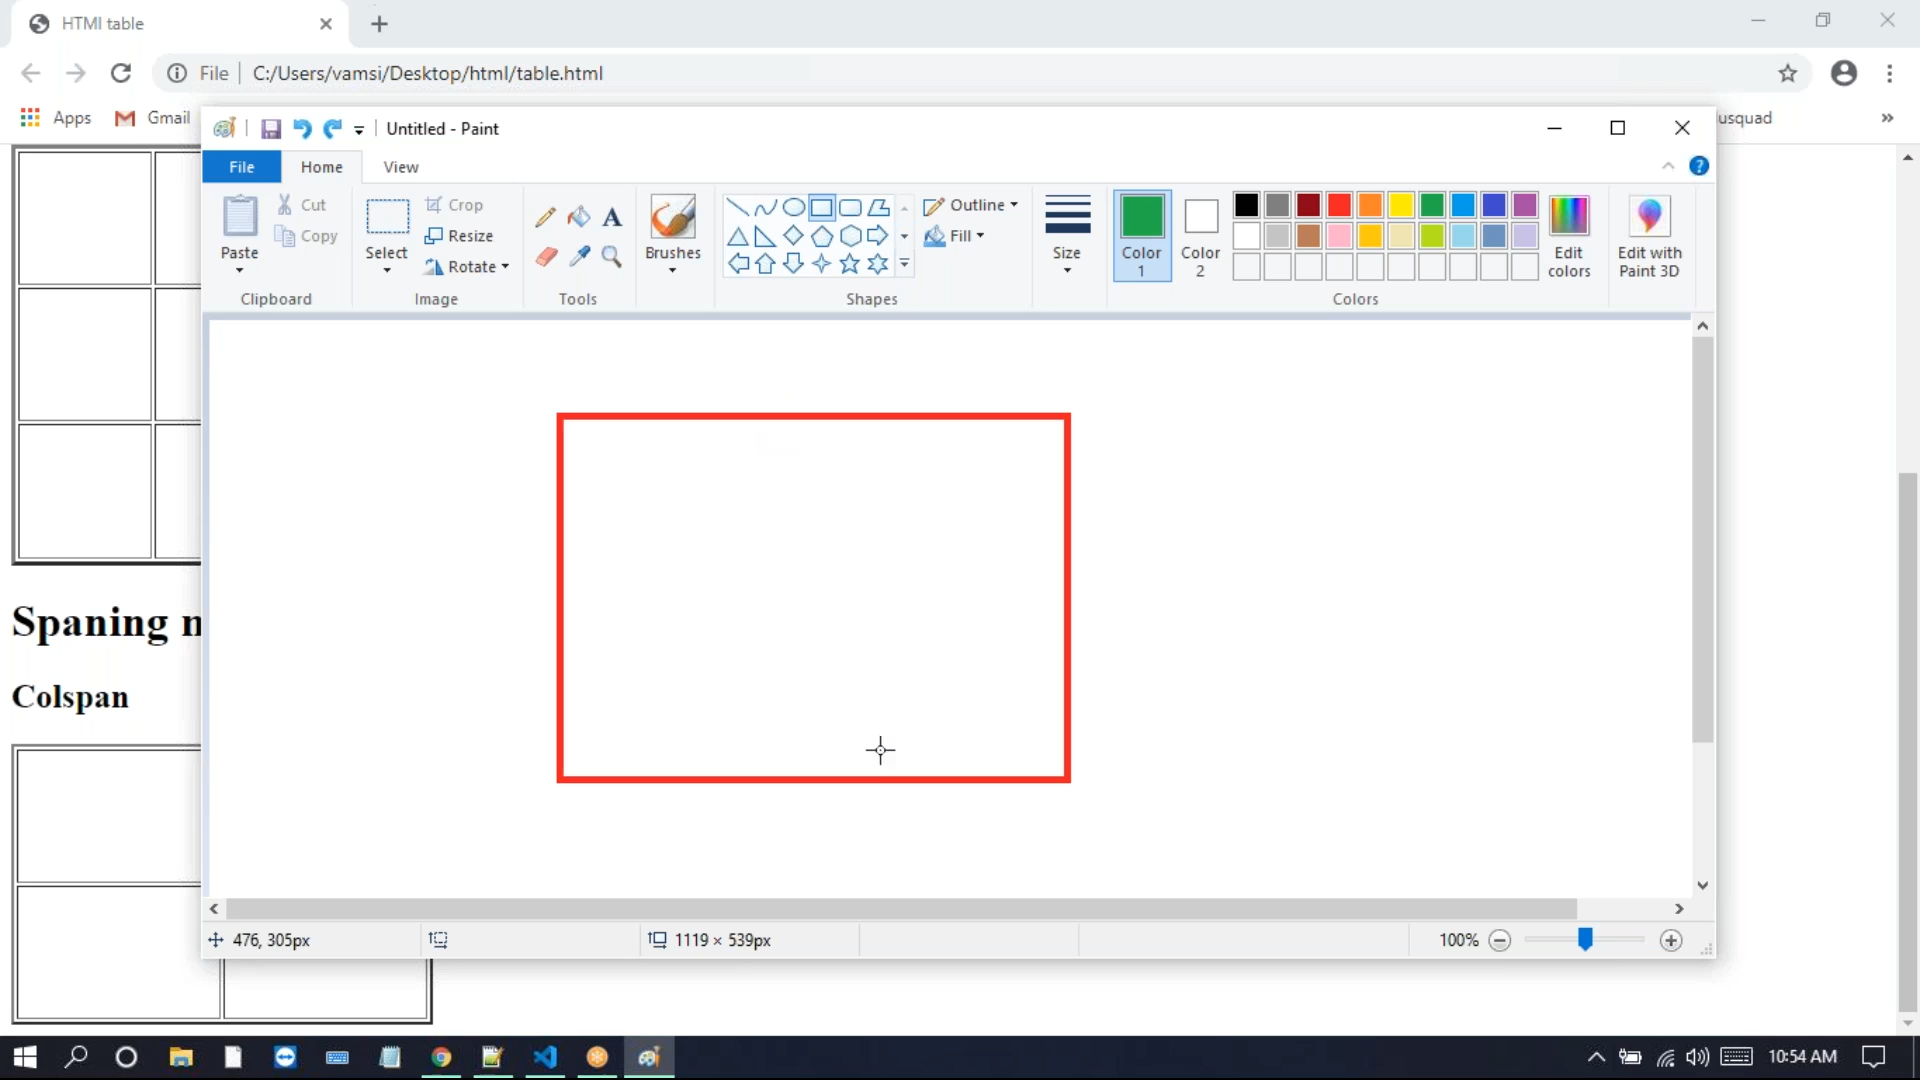 HTMl table
File C:/Users/vamsi/Desktop/html/table.html
Apps Gmail usquad
Untitled - Paint
File Home View
Paste Cut Copy Clipboard
Select Crop Resize Rotate Image
A
Tools
Brushes
Shapes
Outline
Fill
Size
Color 1
Color 2
Colors
Edit colors
Edit with Paint 3D
Spaning n
Colspan
476, 305px 1119 × 539px 100%
10:54 AM